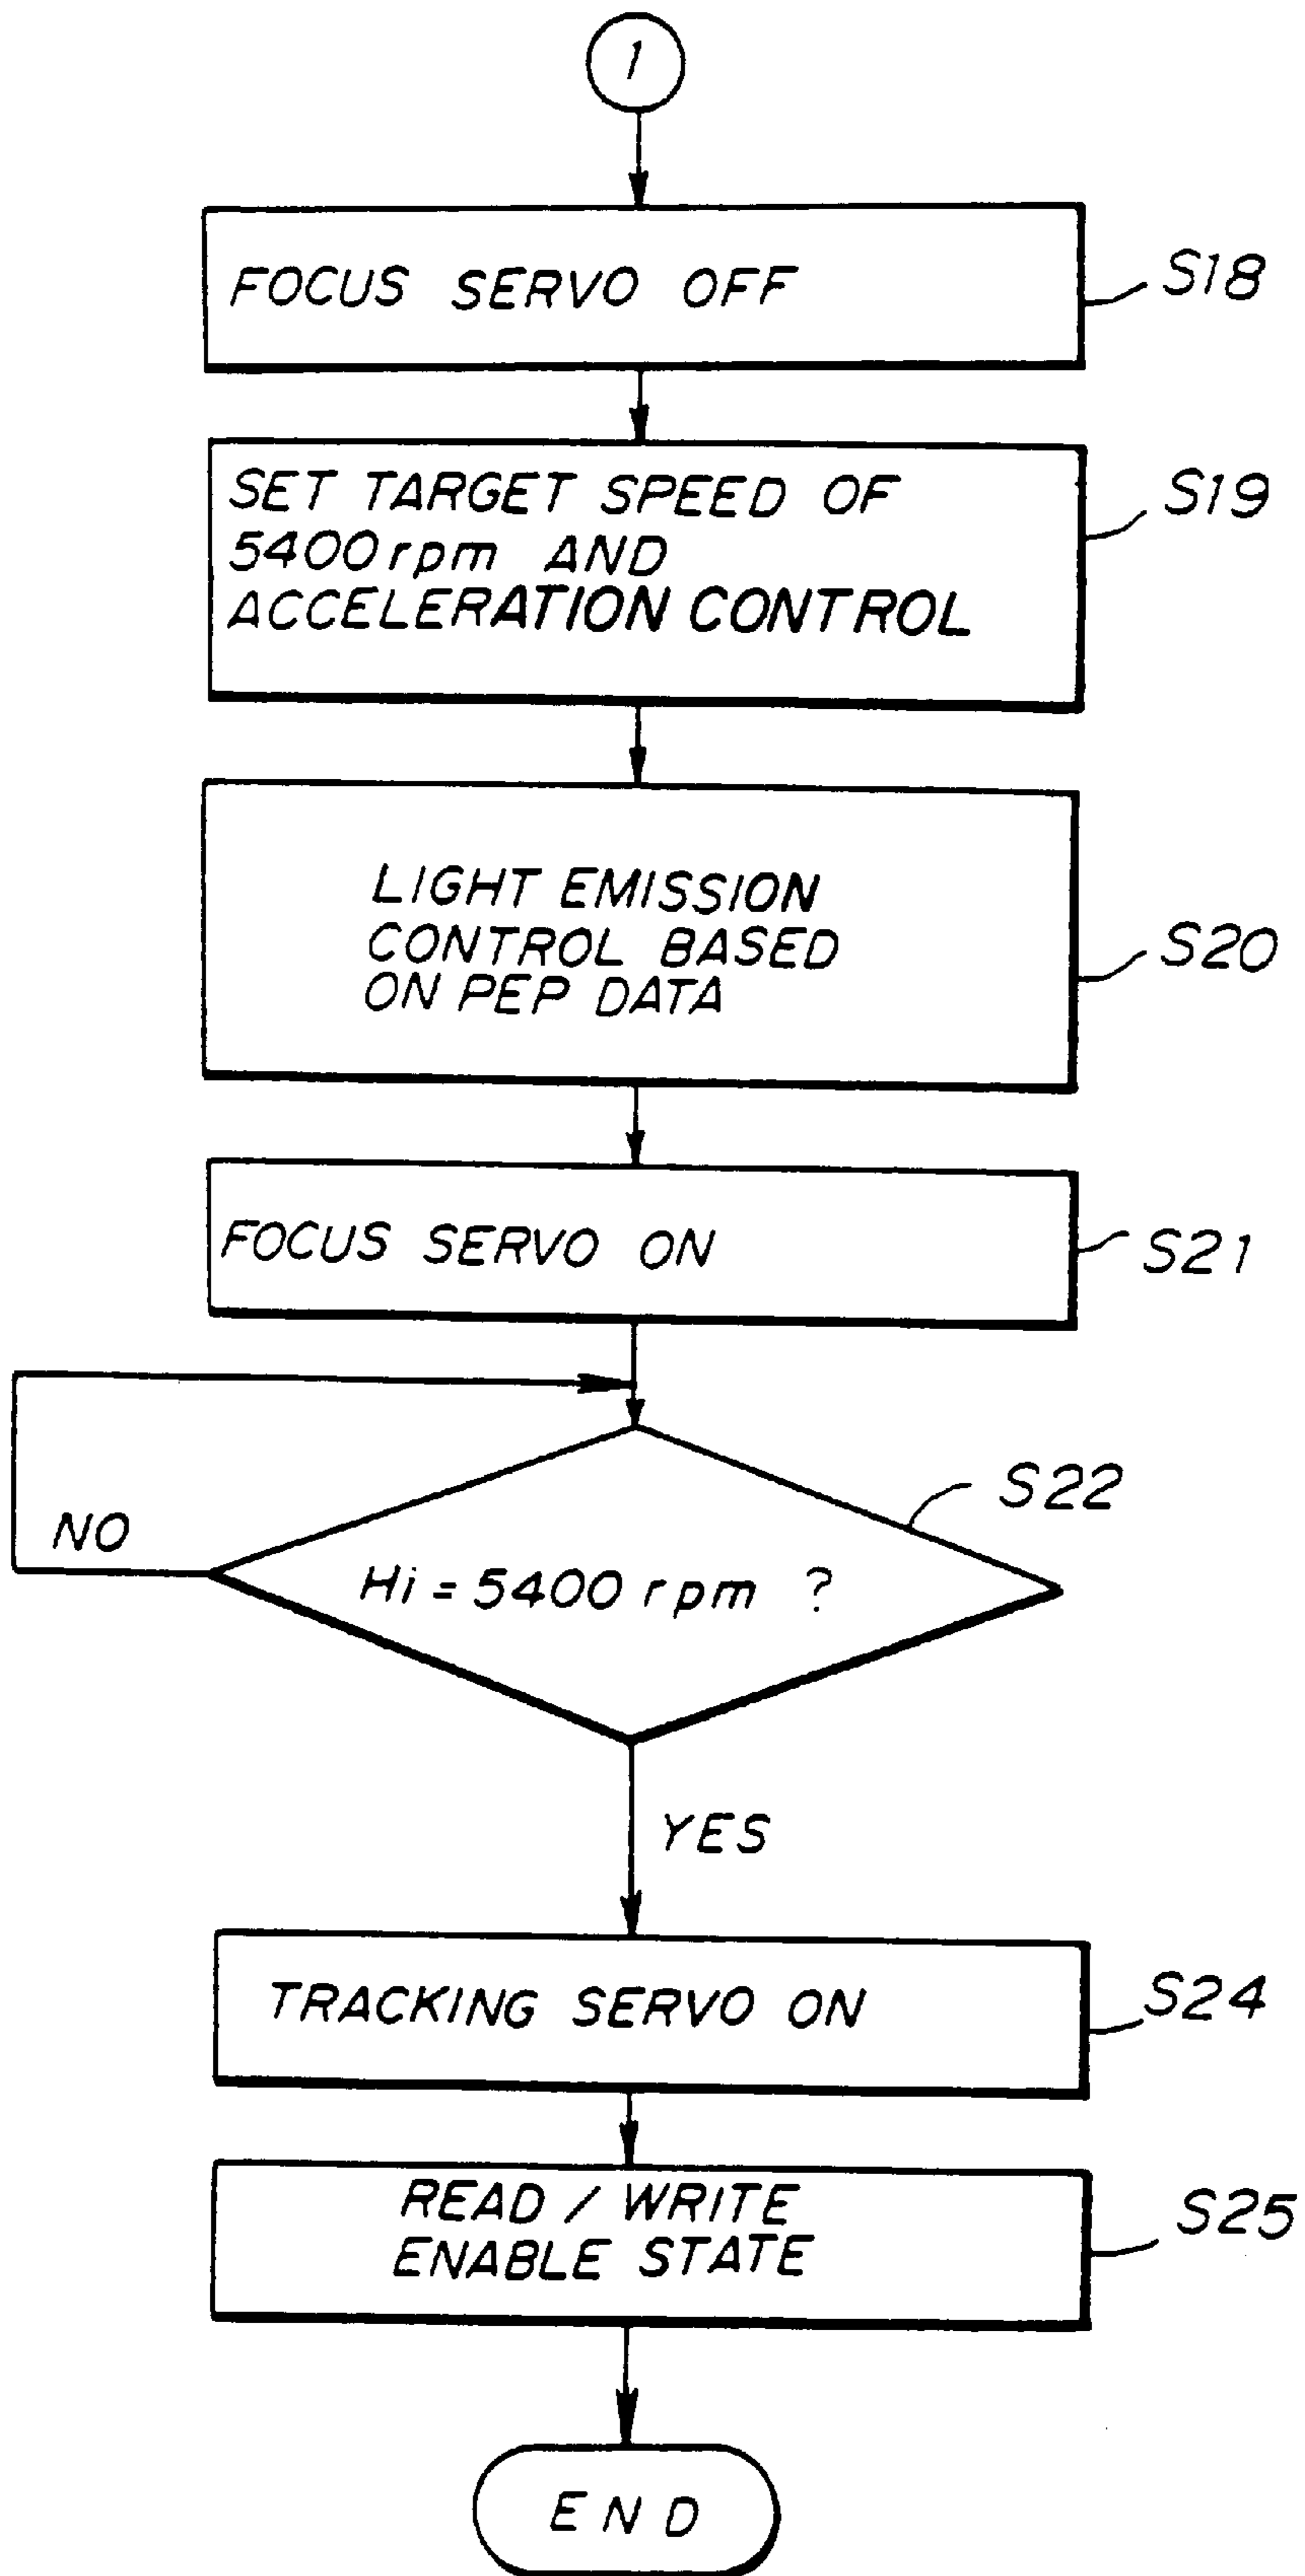 1
FOCUS SERVO OFF
S18
SET TARGET SPEED OF
5400 rpm AND
ACCELERATION CONTROL
S19
LIGHT EMISSION
CONTROL BASED
ON PEP DATA
S20
FOCUS SERVO ON
S21
S22
NO
Hi = 5400 rpm ?
YES
TRACKING SERVO ON
S24
READ / WRITE
ENABLE STATE
S25
END